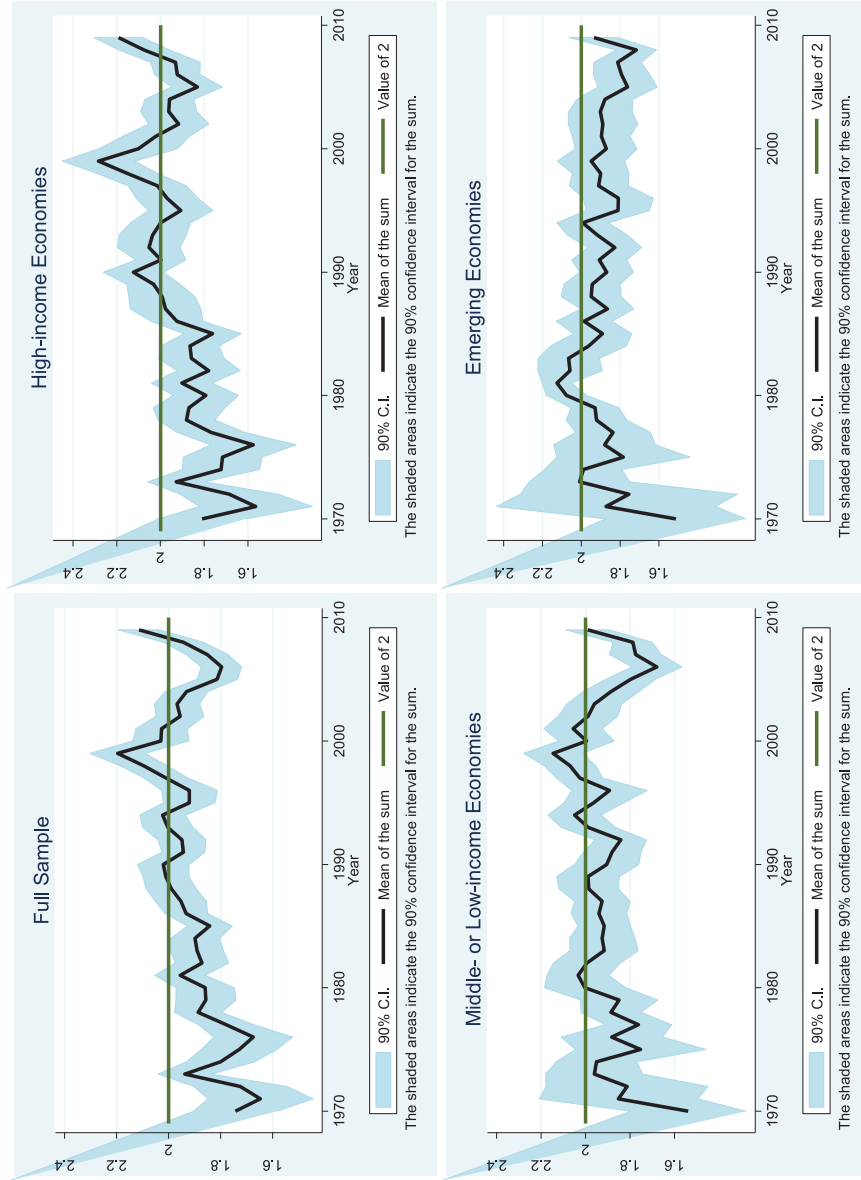 Full Sample
2.4
2.2
2
1.8
1.6
1970
1980
1990
2000
2010
Year
90% C.I.
Mean of the sum
Value of 2
The shaded areas indicate the 90% confidence interval for the sum.
High-income Economies
2.4
2.2
2
1.8
1.6
1970
1980
1990
2000
2010
Year
90% C.I.
Mean of the sum
Value of 2
The shaded areas indicate the 90% confidence interval for the sum.
Middle- or Low-income Economies
2.4
2.2
2
1.8
1.6
1970
1980
1990
2000
2010
Year
90% C.I.
Mean of the sum
Value of 2
The shaded areas indicate the 90% confidence interval for the sum.
Emerging Economies
2.4
2.2
2
1.8
1.6
1970
1980
1990
2000
2010
Year
90% C.I.
Mean of the sum
Value of 2
The shaded areas indicate the 90% confidence interval for the sum.